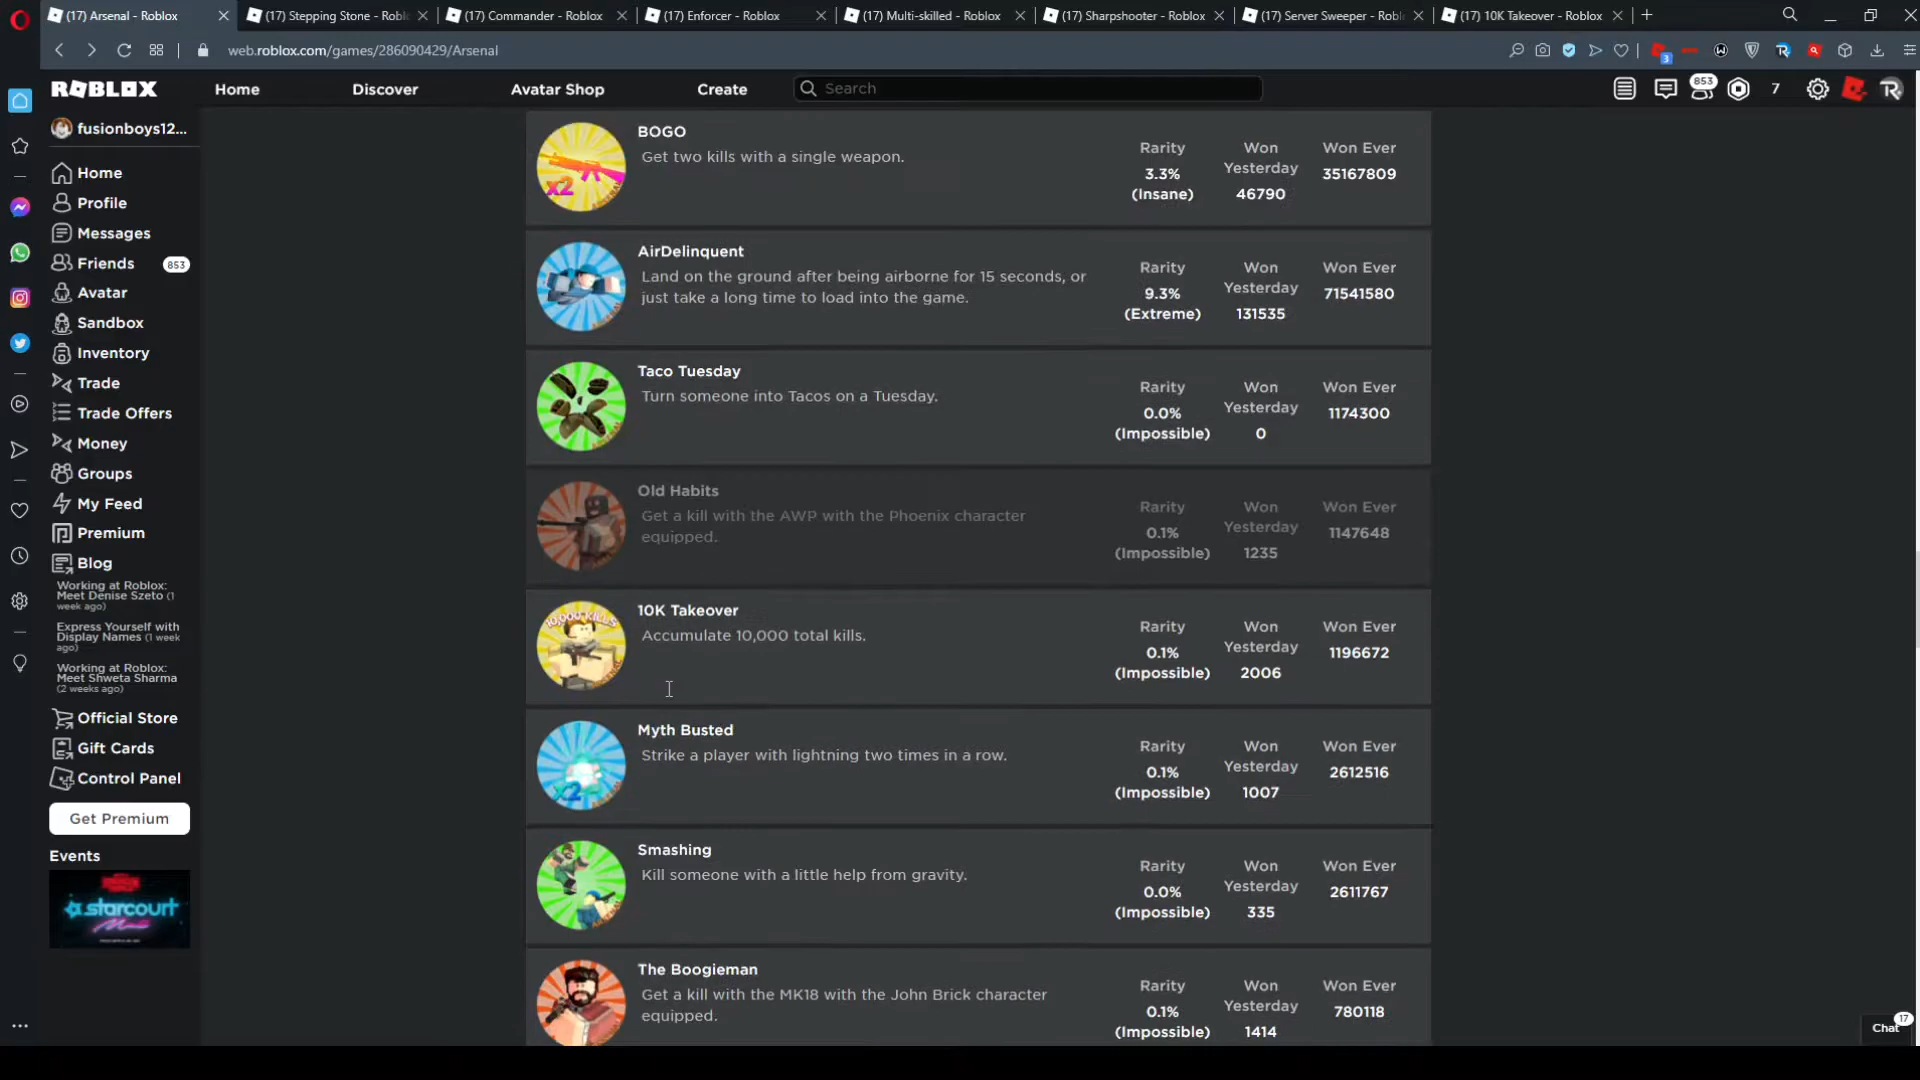 (17) Arsenal - Roblox
(17) Stepping Stone - Roblo
(17) Commander - Roblox
(17) Enforcer - Roblox
(17) Multi-skilled - Roblox
(17) Sharpshooter - Roblox
(17) Server Sweeper - Robl
(17) 10K Takeover - Roblox
web.roblox.com/games/286090429/Arsenal
3
ROBLOX
Home
Discover
Avatar Shop
Create
Search
853
7
fusionboys12...
Home
Profile
Messages
Friends 853
Avatar
Sandbox
Inventory
Trade
Trade Offers
Money
Groups
My Feed
Premium
Blog
Working at Roblox:
Meet Denise Szeto (1
week ago)
Express Yourself with
Display Names (1 week
ago)
Working at Roblox:
Meet Shweta Sharma
(2 weeks ago)
Official Store
Gift Cards
Control Panel
Get Premium
Events
starcourt
x2
BOGO
Get two kills with a single weapon.
Rarity
3.3%
(Insane)
Won
Yesterday
46790
Won Ever
35167809
AirDelinquent
Land on the ground after being airborne for 15 seconds, or
just take a long time to load into the game.
Rarity
9.3%
(Extreme)
Won
Yesterday
131535
Won Ever
71541580
Taco Tuesday
Turn someone into Tacos on a Tuesday.
Rarity
0.0%
(Impossible)
Won
Yesterday
0
Won Ever
1174300
Old Habits
Get a kill with the AWP with the Phoenix character
equipped.
Rarity
0.1%
(Impossible)
Won
Yesterday
1235
Won Ever
1147648
10,000 KILLS
10K Takeover
Accumulate 10,000 total kills.
Rarity
0.1%
(Impossible)
Won
Yesterday
2006
Won Ever
1196672
x2
Myth Busted
Strike a player with lightning two times in a row.
Rarity
0.1%
(Impossible)
Won
Yesterday
1007
Won Ever
2612516
Smashing
Kill someone with a little help from gravity.
Rarity
0.0%
(Impossible)
Won
Yesterday
335
Won Ever
2611767
The Boogieman
Get a kill with the MK18 with the John Brick character
equipped.
Rarity
0.1%
(Impossible)
Won
Yesterday
1414
Won Ever
780118
Chat
17